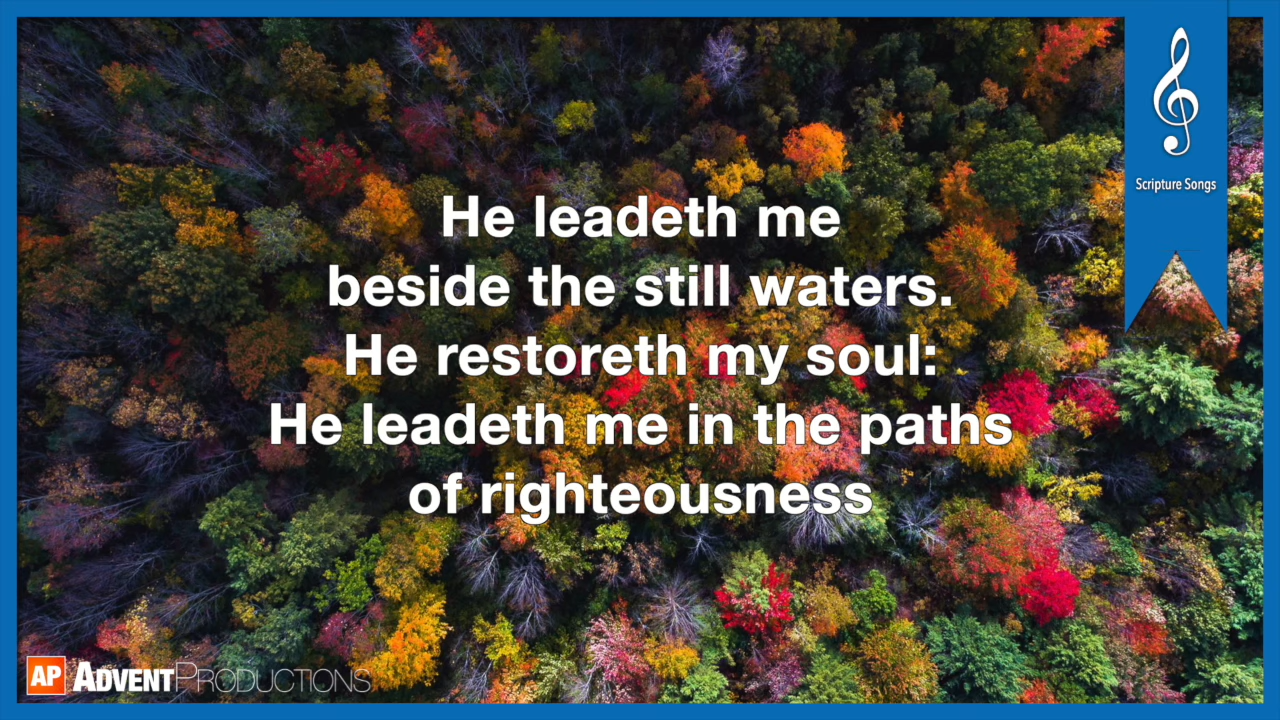 Scripture Songs
He leadeth me
beside the still waters.
He restoreth my soul:
He leadeth me in the paths
of righteousness
AP ADVENTPRODUCTIONS